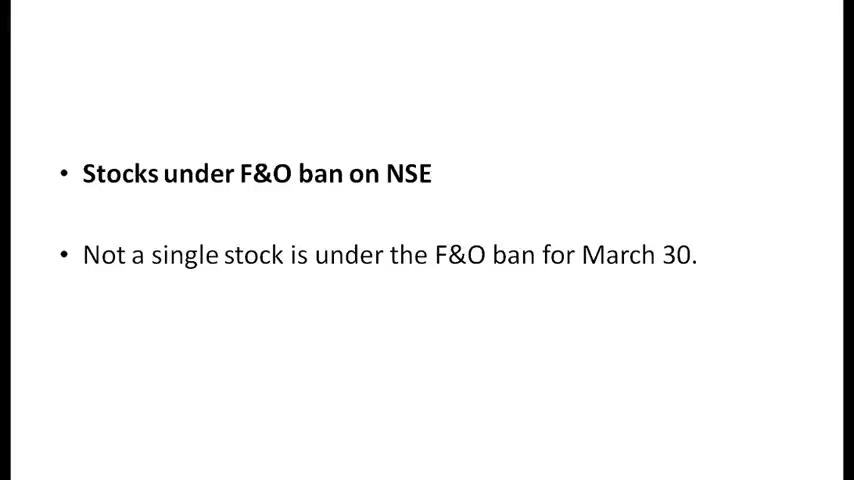 • Stocks under F&O ban on NSE
• Not a single stock is under the F&O ban for March 30.